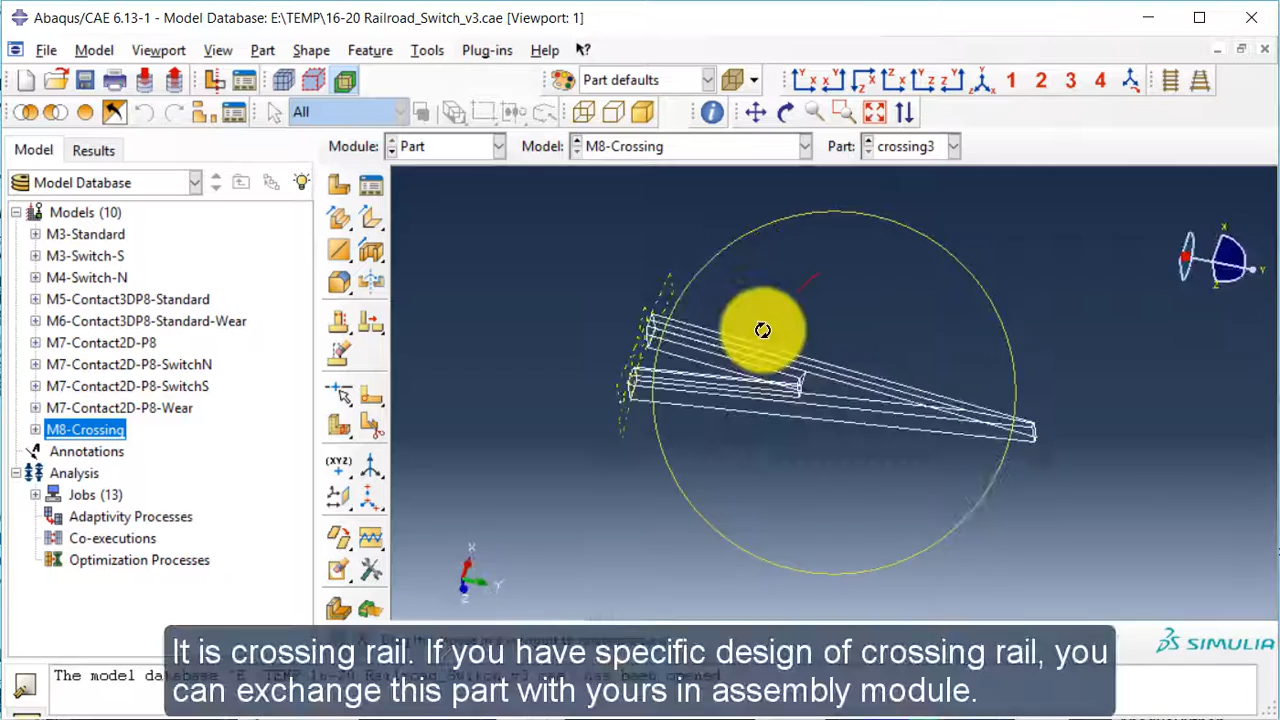 Abaqus/CAE 6.13-1 - Model Database: E:\TEMP\16-20 Railroad_Switch_v3.cae [Viewport: 1]
File Model Viewport View Part Shape Feature Tools Plug-ins Help
Part defaults
1 2 3 4
All
Model Results
Module: Part Model: M8-Crossing Part: crossing3
Model Database
Models (10)
M3-Standard
M3-Switch-S
M4-Switch-N
M5-Contact3DP8-Standard
M6-Contact3DP8-Standard-Wear
M7-Contact2D-P8
M7-Contact2D-P8-SwitchN
M7-Contact2D-P8-SwitchS
M7-Contact2D-P8-Wear
M8-Crossing
Annotations
Analysis
Jobs (13)
Adaptivity Processes
Co-executions
Optimization Processes
(XYZ)
X
Y
Z
X
Y
Z
SIMULIA
It is crossing rail. If you have specific design of crossing rail, you
can exchange this part with yours in assembly module.